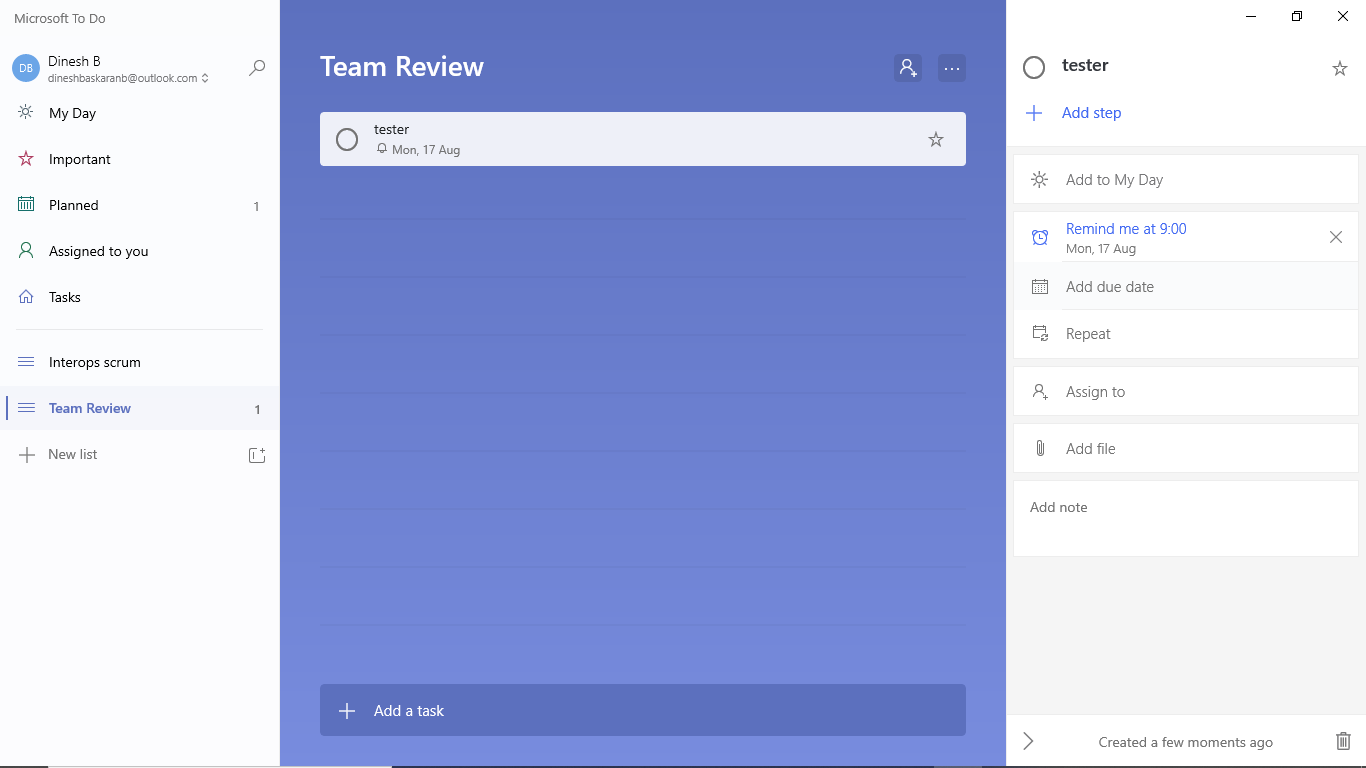 Microsoft To Do
DB
Dinesh B
dineshbaskaranb@outlook.com
My Day
Important
Planned
1
Assigned to you
Tasks
Interops scrum
Team Review
1
New list
Team Review
tester
Mon, 17 Aug
Add a task
tester
Add step
Add to My Day
Remind me at 9:00
Mon, 17 Aug
Add due date
Repeat
Assign to
Add file
Add note
Created a few moments ago